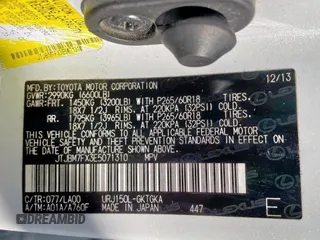 MFD.BY: TOYOTA MOTOR CORPORATION 12/13
GVWR: 2990KG (6600LB)
GAWR: FRT. 1450KG (3200LB) WITH P265/60R18
18X7 1/2J RIMS, AT 220KPA (32PSI) COLD.
RR. 1795KG (3965LB) WITH P265/60R18
18X7 1/2J RIMS, AT 220KPA (32PSI) COLD.
THIS VEHICLE CONFORMS TO ALL APPLICABLE FEDERAL MOTOR
VEHICLE SAFETY, BUMPER, AND THEFT PREVENTION STANDARDS IN
EFFECT ON THE DATE OF MANUFACTURE SHOWN ABOVE.
JTJBM7FX3E5071310 MPV
C/TR: 077/LA00 URJ150L-GKTGKA
A/TM: A01A/A760F MADE IN JAPAN 447
E
LEXUS